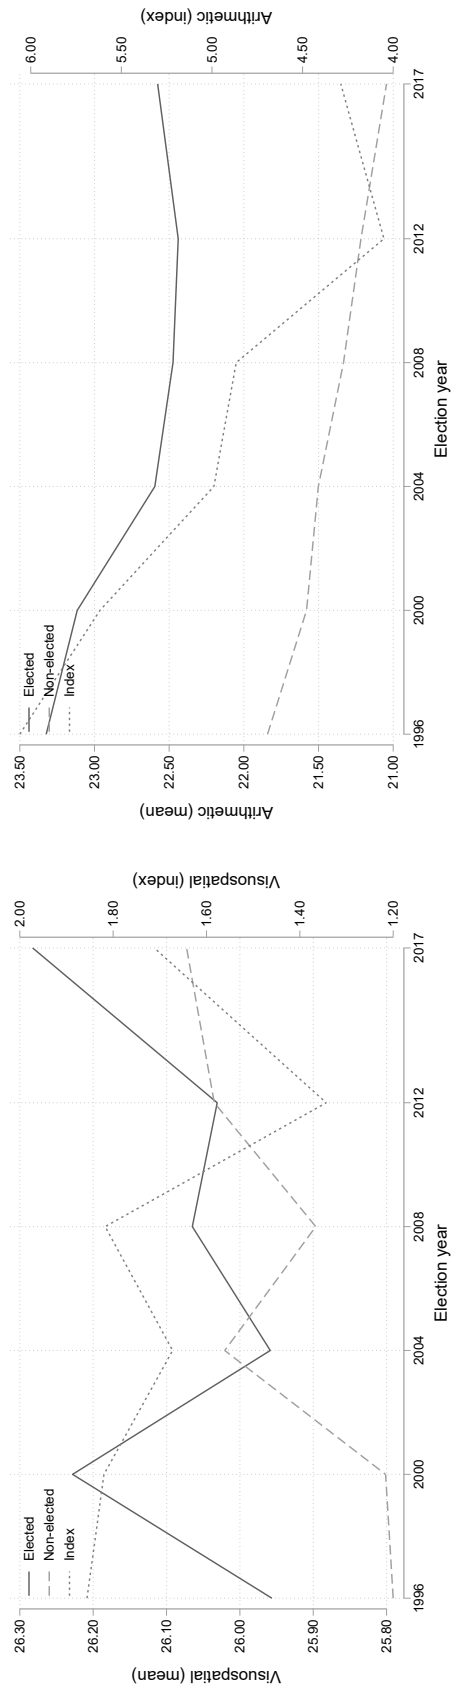 Visuospatial (mean)
26.30
26.20
26.10
26.00
25.90
25.80
Elected
Non-elected
Index
1996
2000
2004
2008
2012
2017
Election year
2.00
1.80
1.60
1.40
1.20
Visuospatial (index)
Arithmetic (mean)
23.50
23.00
22.50
22.00
21.50
21.00
Elected
Non-elected
Index
1996
2000
2004
2008
2012
2017
Election year
6.00
5.50
5.00
4.50
4.00
Arithmetic (index)